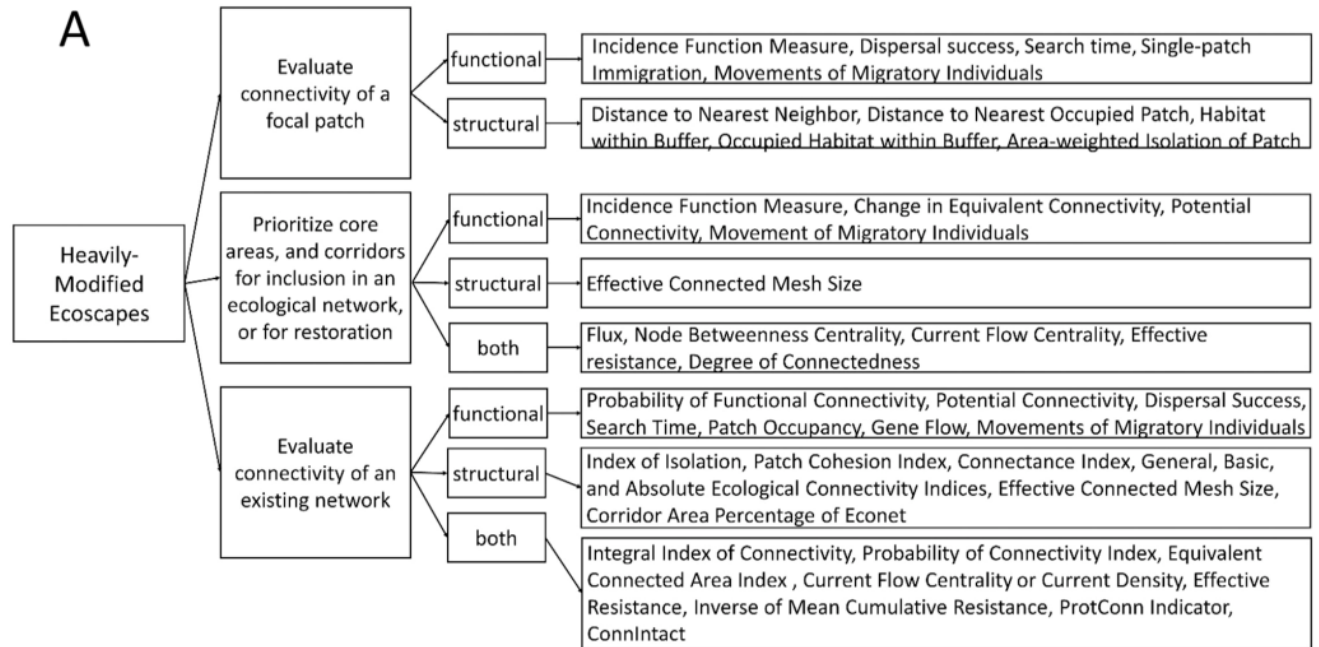 A
Heavily-
Modified
Ecoscapes
Evaluate
connectivity of a
focal patch
functional
Incidence Function Measure, Dispersal success, Search time, Single-patch
Immigration, Movements of Migratory Individuals
structural
Distance to Nearest Neighbor, Distance to Nearest Occupied Patch, Habitat
within Buffer, Occupied Habitat within Buffer, Area-weighted Isolation of Patch
Prioritize core
areas, and corridors
for inclusion in an
ecological network,
or for restoration
functional
Incidence Function Measure, Change in Equivalent Connectivity, Potential
Connectivity, Movement of Migratory Individuals
structural
Effective Connected Mesh Size
both
Flux, Node Betweenness Centrality, Current Flow Centrality, Effective
resistance, Degree of Connectedness
Evaluate
connectivity of an
existing network
functional
Probability of Functional Connectivity, Potential Connectivity, Dispersal Success,
Search Time, Patch Occupancy, Gene Flow, Movements of Migratory Individuals
structural
Index of Isolation, Patch Cohesion Index, Connectance Index, General, Basic,
and Absolute Ecological Connectivity Indices, Effective Connected Mesh Size,
Corridor Area Percentage of Econet
both
Integral Index of Connectivity, Probability of Connectivity Index, Equivalent
Connected Area Index , Current Flow Centrality or Current Density, Effective
Resistance, Inverse of Mean Cumulative Resistance, ProtConn Indicator,
ConnIntact